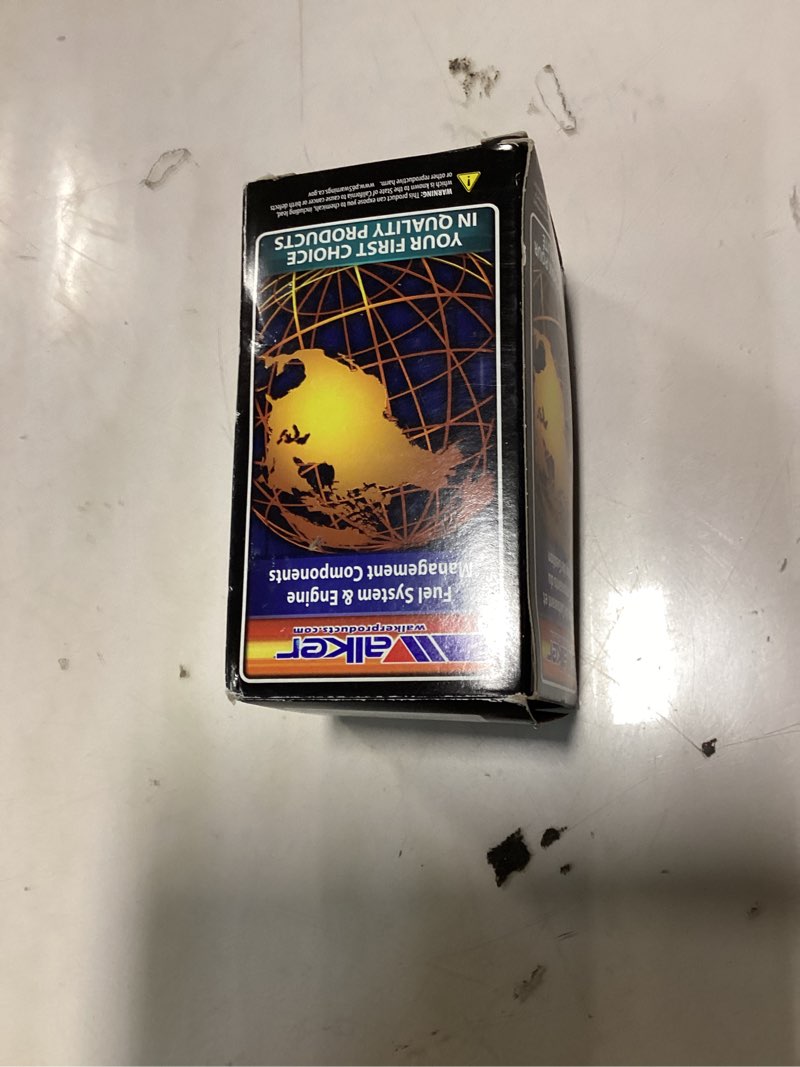 Walker
walkerproducts.com
Fuel System & Engine
Management Components
YOUR FIRST CHOICE
IN QUALITY PRODUCTS
WARNING: This product can expose you to chemicals, including lead,
which is known to the State of California to cause cancer or birth defects
or other reproductive harm. www.p65warnings.ca.gov
alker